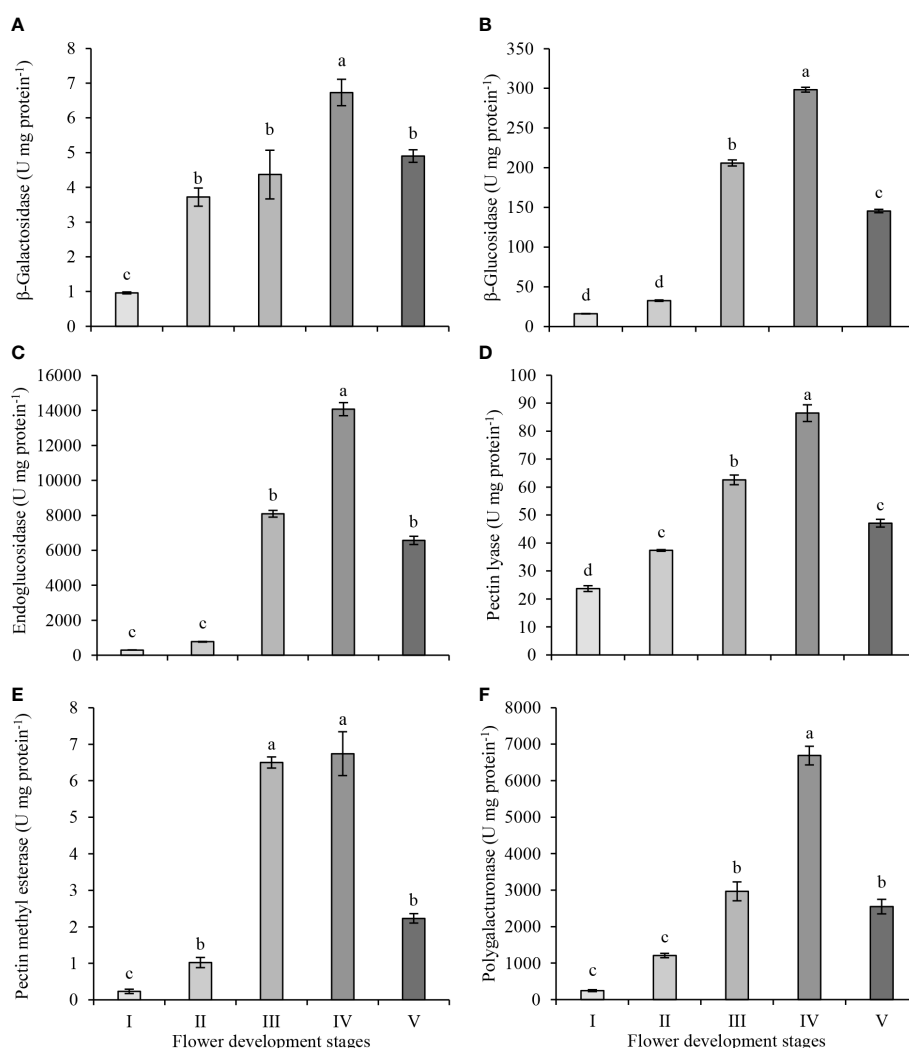 A
β-Galactosidase (U mg protein-1)
8
7
6
5
4
3
2
1
0
c
b
b
a
b
B
β-Glucosidase (U mg protein-1)
350
300
250
200
150
100
50
0
d
d
b
a
c
C
Endoglucosidase (U mg protein-1)
16000
14000
12000
10000
8000
6000
4000
2000
0
c
c
b
a
b
D
Pectin lyase (U mg protein-1)
100
90
80
70
60
50
40
30
20
10
0
d
c
b
a
c
E
Pectin methyl esterase (U mg protein-1)
8
7
6
5
4
3
2
1
0
c
b
a
a
b
I II III IV V
Flower development stages
F
Polygalacturonase (U mg protein-1)
8000
7000
6000
5000
4000
3000
2000
1000
0
c
c
b
a
b
I II III IV V
Flower development stages